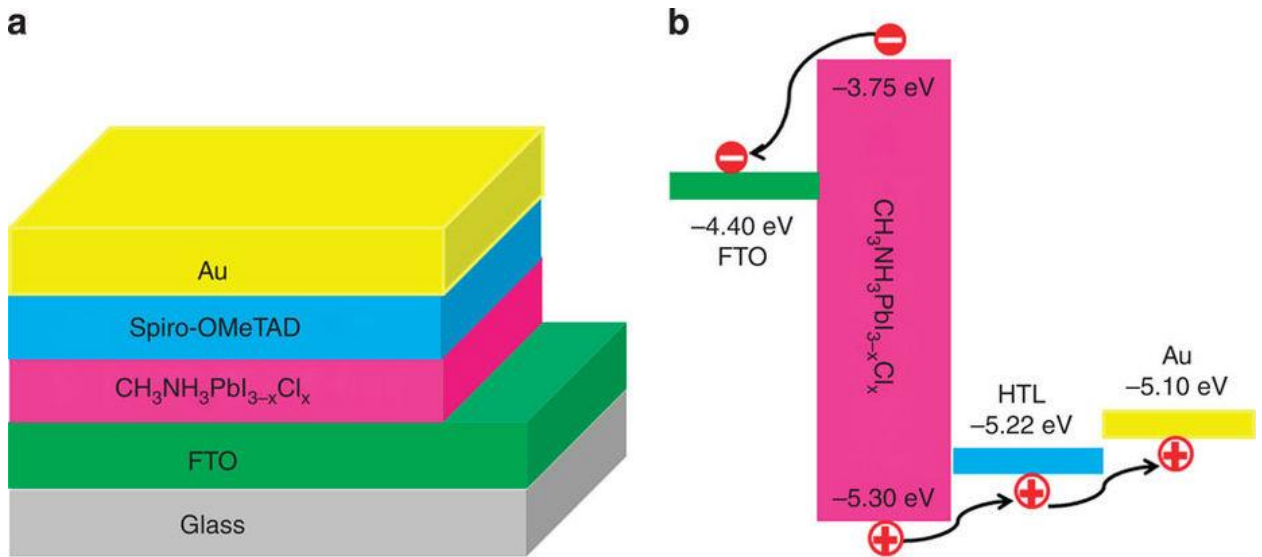 a
Au
Spiro-OMeTAD
CH₃NH₃PbI₃₋ₓClₓ
FTO
Glass
b
–3.75 eV
–4.40 eV
FTO
CH₃NH₃PbI₃₋ₓClₓ
–5.30 eV
HTL
–5.22 eV
Au
–5.10 eV